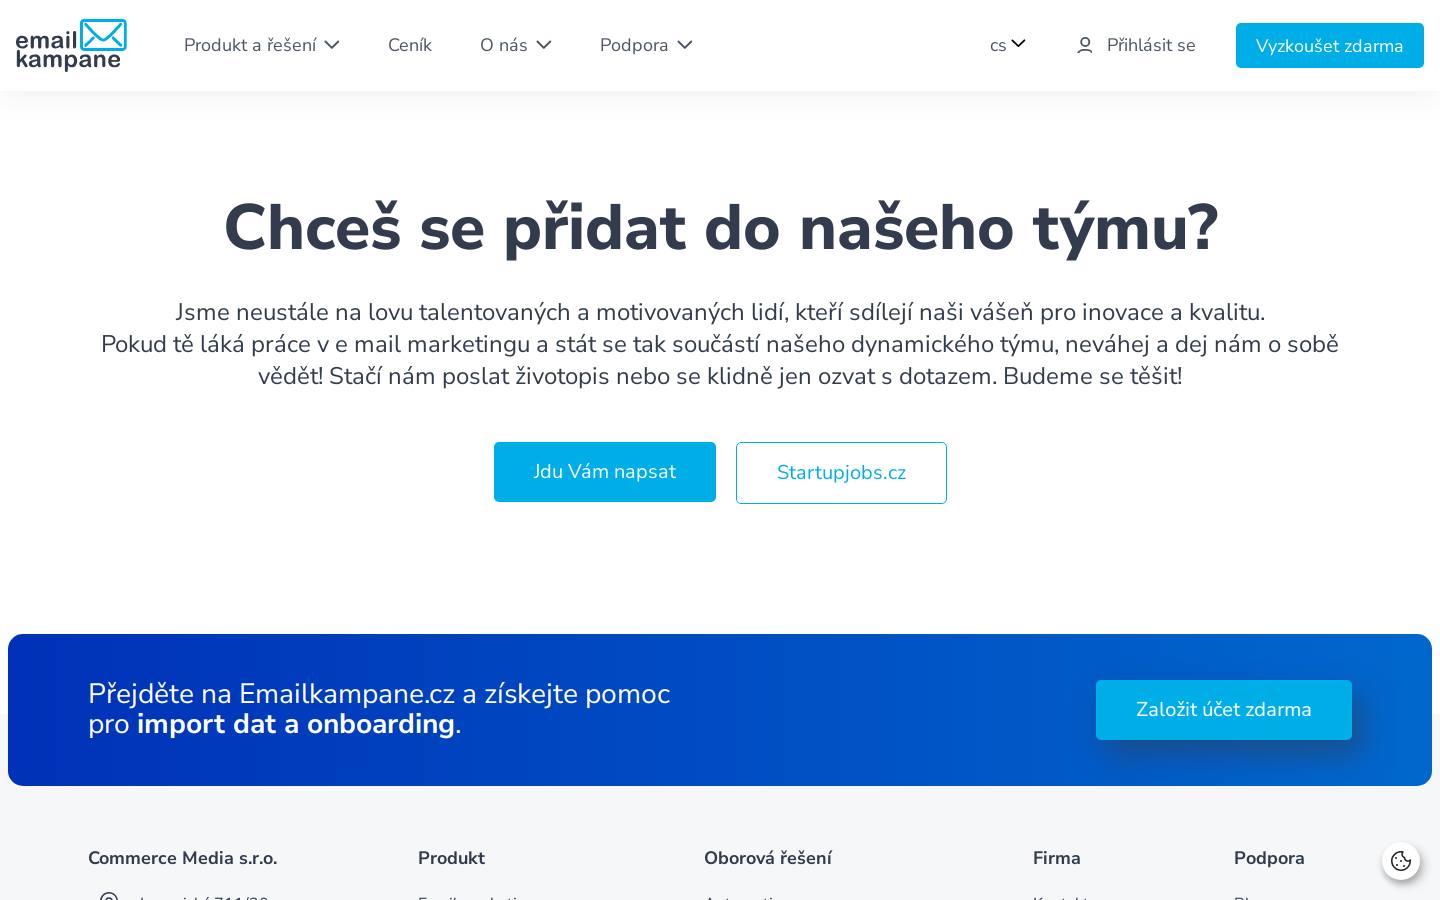 email
kampane
Produkt a řešení
Ceník
O nás
Podpora
cs
Přihlásit se
Vyzkoušet zdarma
Chceš se přidat do našeho týmu?
Jsme neustále na lovu talentovaných a motivovaných lidí, kteří sdílejí naši vášeň pro inovace a kvalitu.
Pokud tě láká práce v e mail marketingu a stát se tak součástí našeho dynamického týmu, neváhej a dej nám o sobě
vědět! Stačí nám poslat životopis nebo se klidně jen ozvat s dotazem. Budeme se těšit!
Jdu Vám napsat
Startupjobs.cz
Přejděte na Emailkampane.cz a získejte pomoc
pro import dat a onboarding.
Založit účet zdarma
Commerce Media s.r.o.
Produkt
Oborová řešení
Firma
Podpora